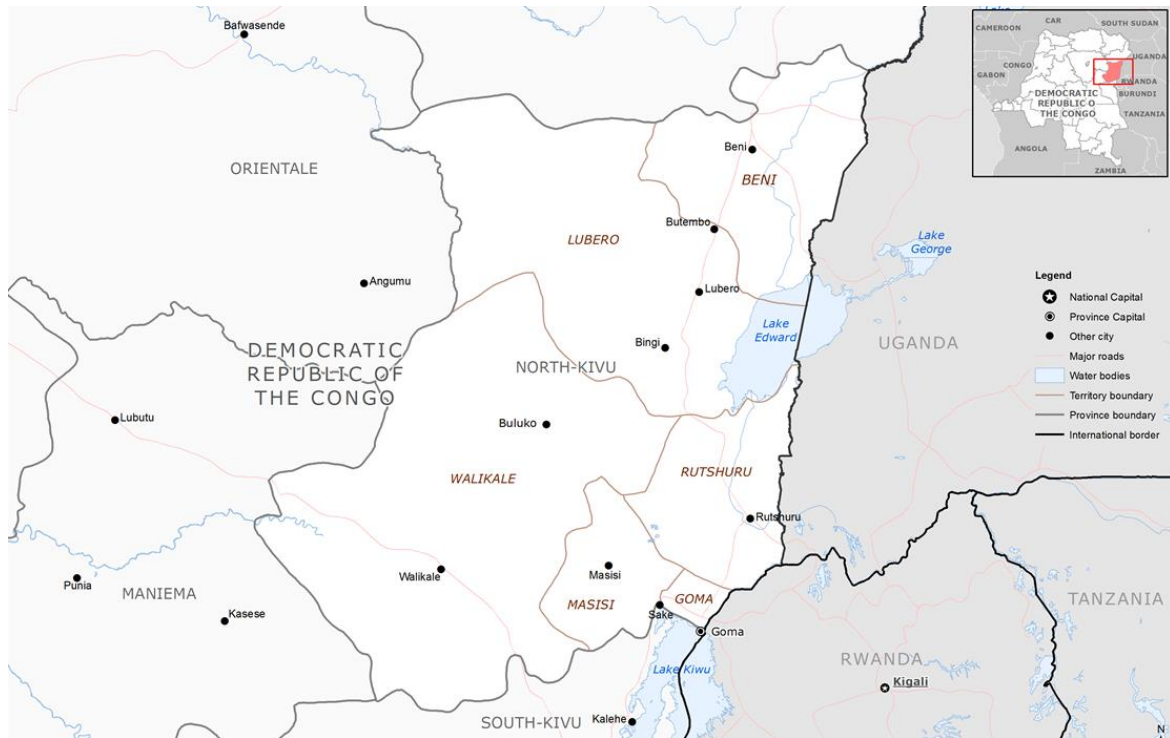 Bafwasende
ORIENTALE
Beni
BENI
Butembo
LUBERO
Lake
George
Angumu
Lubero
Lake
Edward
DEMOCRATIC
REPUBLIC OF
THE CONGO
Bingi
NORTH-KIVU
UGANDA
Lubutu
Buluko
WALIKALE
RUTSHURU
Rutshuru
Walikale
Masisi
MASISI
GOMA
Sake
Goma
Punia
MANIEMA
Kasese
Lake Kiwu
RWANDA
Kigali
TANZANIA
SOUTH-KIVU
Kalehe
N
Lake
CAR
SOUTH SUDAN
CAMEROON
UGANDA
CONGO
GABON
RWANDA
BURUNDI
DEMOCRATIC
REPUBLIC O
THE CONGO
TANZANIA
ANGOLA
ZAMBIA
Legend
National Capital
Province Capital
Other city
Major roads
Water bodies
Territory boundary
Province boundary
International border